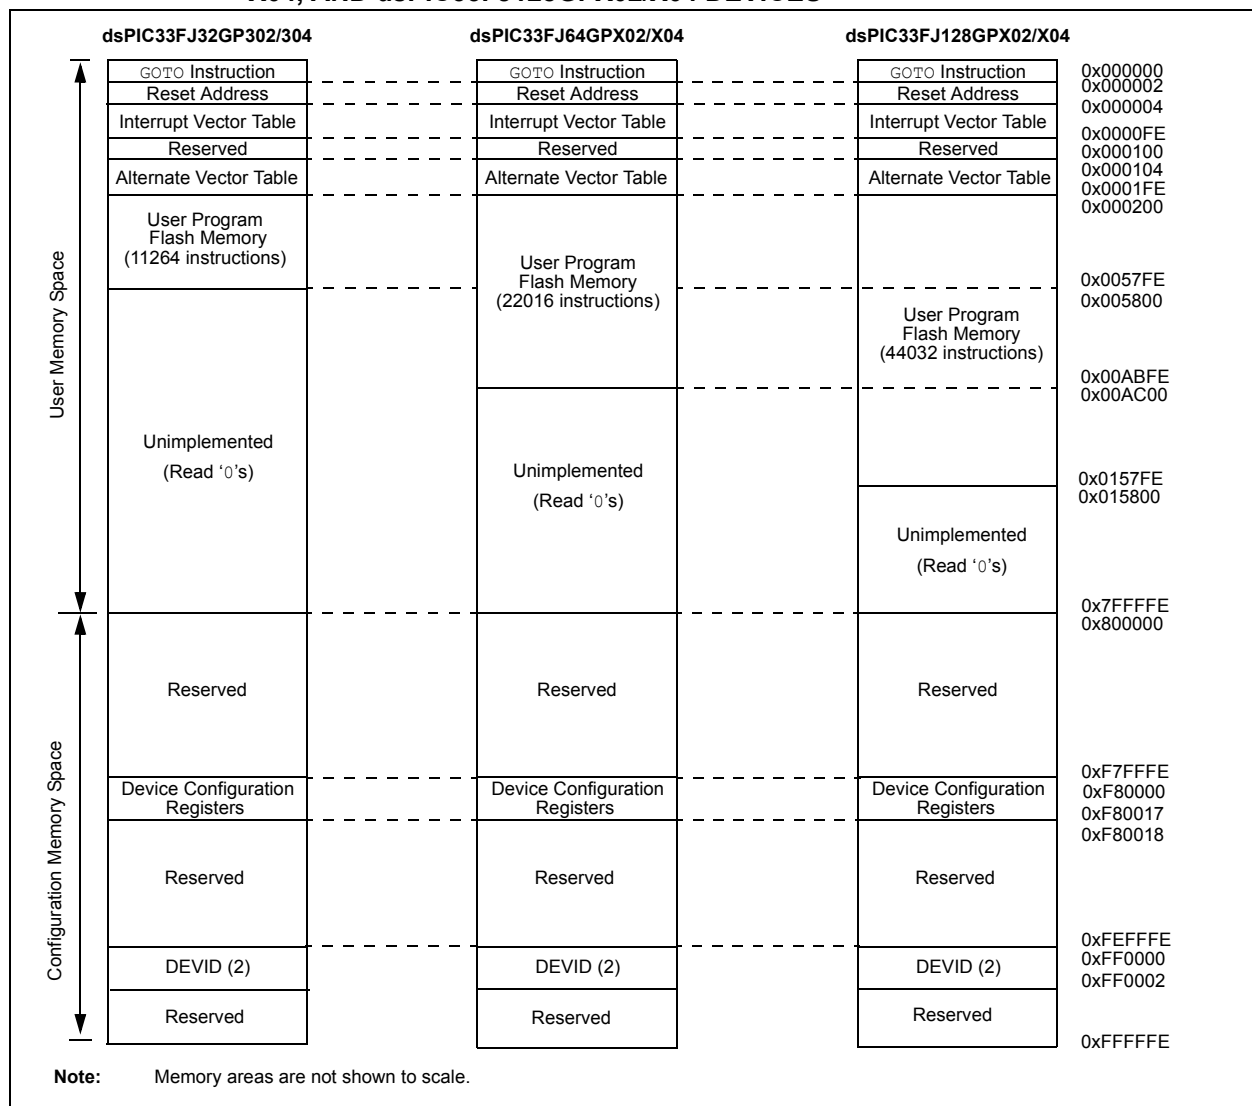 dsPIC33FJ32GP302/304
dsPIC33FJ64GPX02/X04
dsPIC33FJ128GPX02/X04
GOTO Instruction
Reset Address
Interrupt Vector Table
Reserved
Alternate Vector Table
User Program
Flash Memory
(11264 instructions)
Unimplemented
(Read ‘0’s)
Reserved
Device Configuration
Registers
Reserved
DEVID (2)
Reserved
GOTO Instruction
Reset Address
Interrupt Vector Table
Reserved
Alternate Vector Table
User Program
Flash Memory
(22016 instructions)
Unimplemented
(Read ‘0’s)
Reserved
Device Configuration
Registers
Reserved
DEVID (2)
Reserved
GOTO Instruction
Reset Address
Interrupt Vector Table
Reserved
Alternate Vector Table
User Program
Flash Memory
(44032 instructions)
Unimplemented
(Read ‘0’s)
Reserved
Device Configuration
Registers
Reserved
DEVID (2)
Reserved
0x000000
0x000002
0x000004
0x0000FE
0x000100
0x000104
0x0001FE
0x000200
0x0057FE
0x005800
0x00ABFE
0x00AC00
0x0157FE
0x015800
0x7FFFFE
0x800000
0xF7FFFE
0xF80000
0xF80017
0xF80018
0xFEFFFE
0xFF0000
0xFF0002
0xFFFFFE
User Memory Space
Configuration Memory Space
Note: Memory areas are not shown to scale.